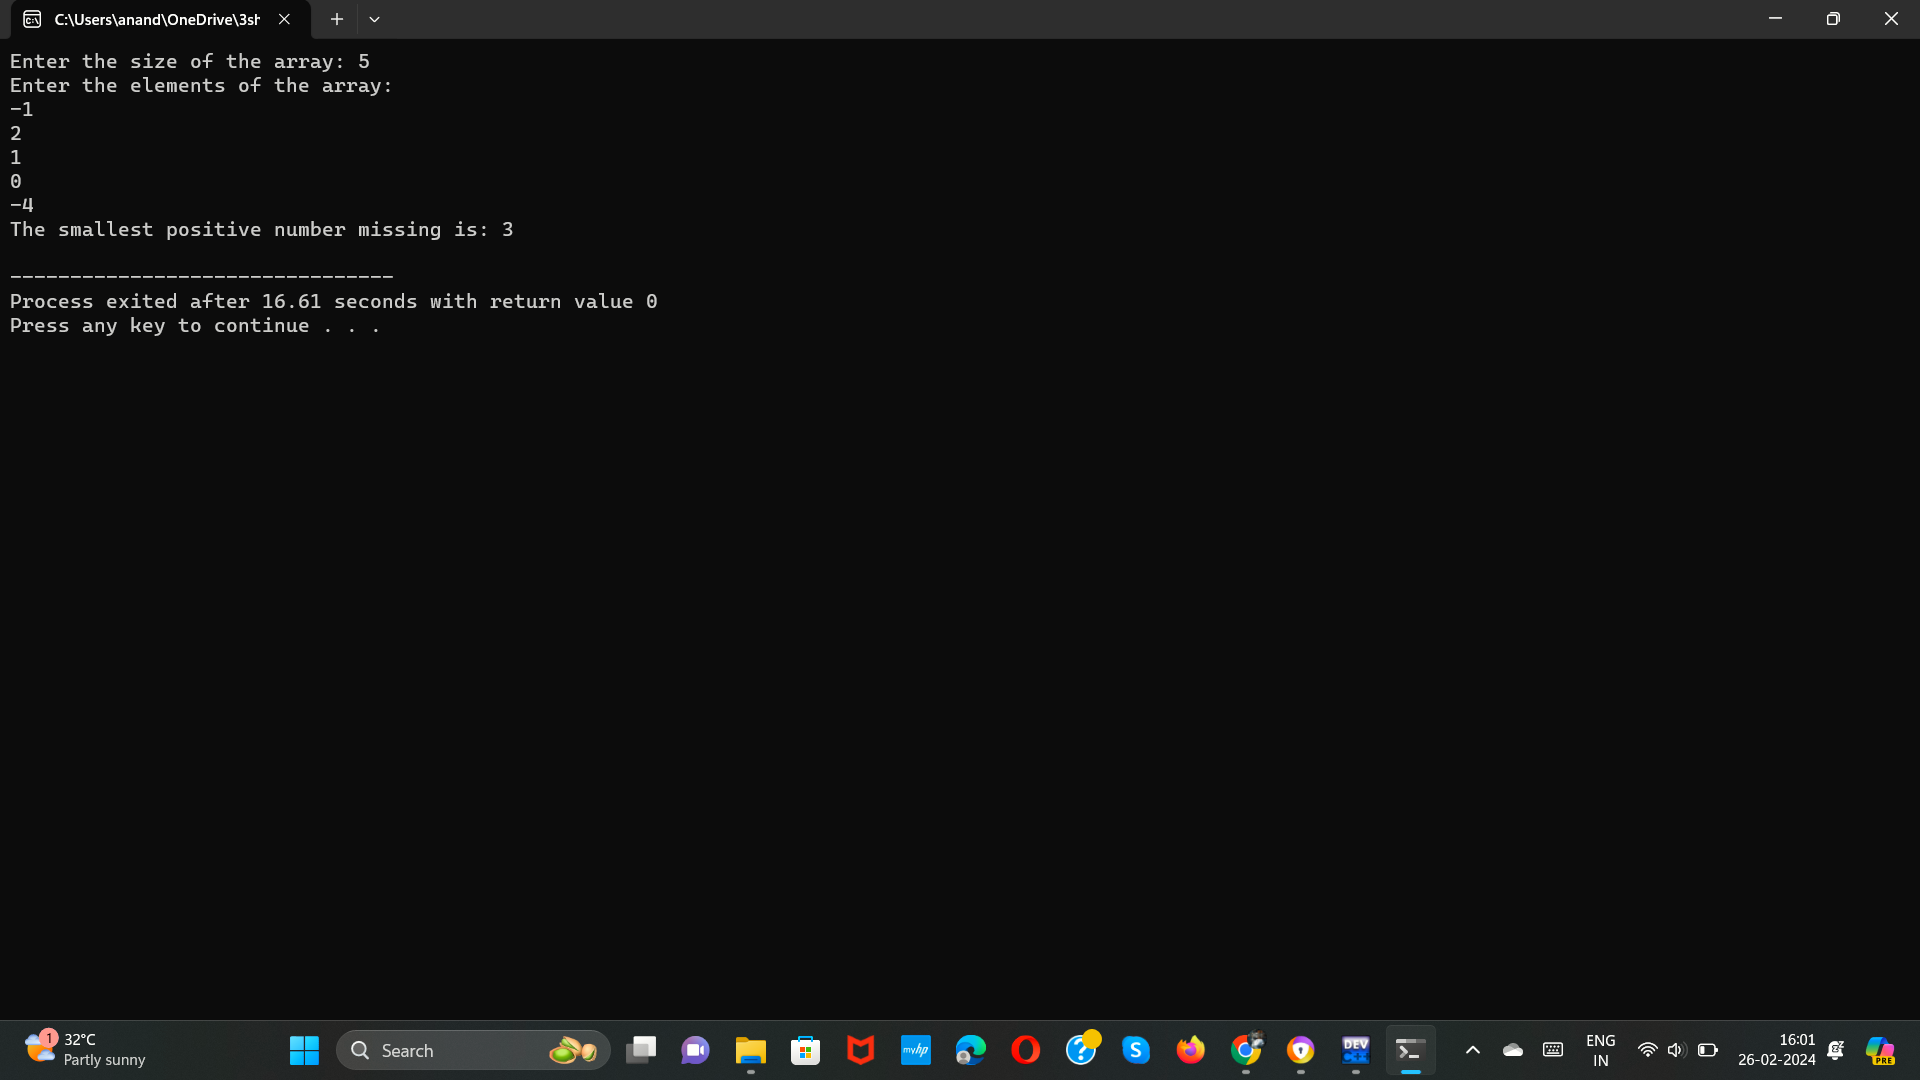 C:\Users\anand\OneDrive\3sh
Enter the size of the array: 5
Enter the elements of the array:
-1
2
1
0
-4
The smallest positive number missing is: 3
--------------------------------
Process exited after 16.61 seconds with return value 0
Press any key to continue . . .
1
32°C
Partly sunny
Search
myhp
S
DEV
C++
ENG
IN
16:01
26-02-2024
PRE